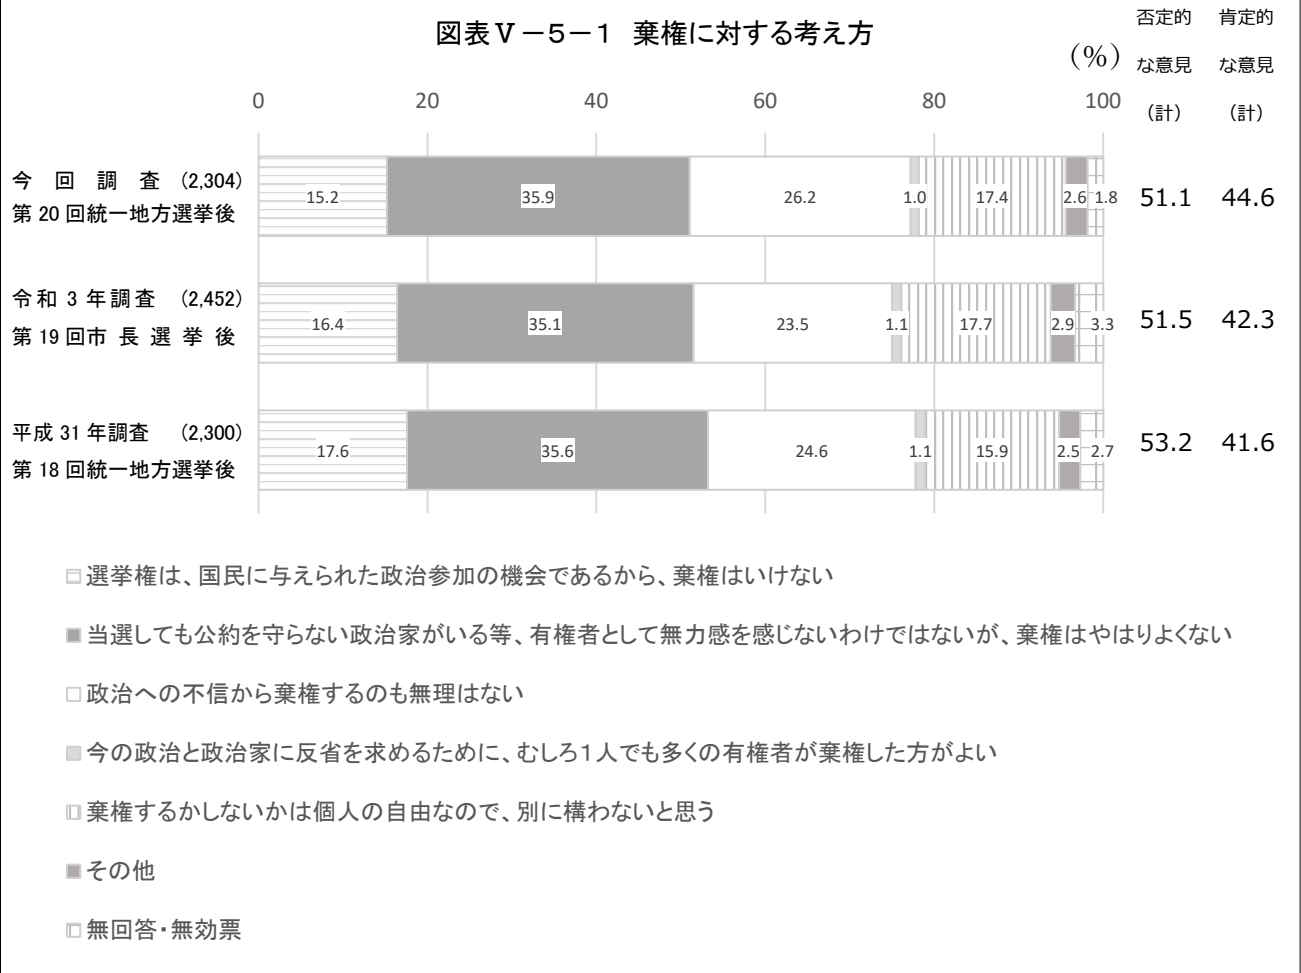 図表Ⅴ－５－１ 棄権に対する考え方
否定的 肯定的
(%) な意見 な意見
（計） （計）
0 20 40 60 80 100
今回調査 (2,304)
第20回統一地方選挙後
15.2 35.9 26.2 1.0 17.4 2.6 1.8 51.1 44.6
令和3年調査 (2,452)
第19回市長選挙後
16.4 35.1 23.5 1.1 17.7 2.9 3.3 51.5 42.3
平成31年調査 (2,300)
第18回統一地方選挙後
17.6 35.6 24.6 1.1 15.9 2.5 2.7 53.2 41.6
選挙権は、国民に与えられた政治参加の機会であるから、棄権はいけない
当選しても公約を守らない政治家がいる等、有権者として無力感を感じないわけではないが、棄権はやはりよくない
政治への不信から棄権するのも無理はない
今の政治と政治家に反省を求めるために、むしろ１人でも多くの有権者が棄権した方がよい
棄権するかしないかは個人の自由なので、別に構わないと思う
その他
無回答・無効票